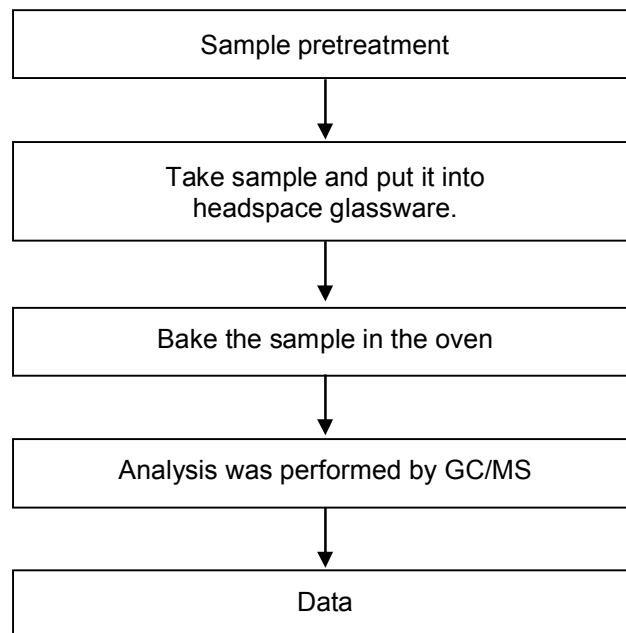 Sample pretreatment
Take sample and put it into
headspace glassware.
Bake the sample in the oven
Analysis was performed by GC/MS
Data